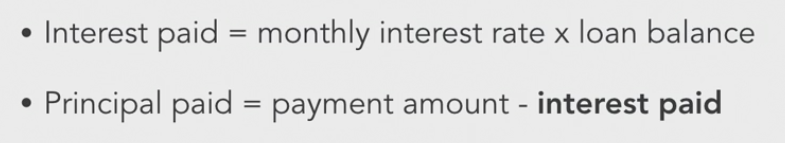 • Interest paid = monthly interest rate x loan balance
• Principal paid = payment amount - interest paid